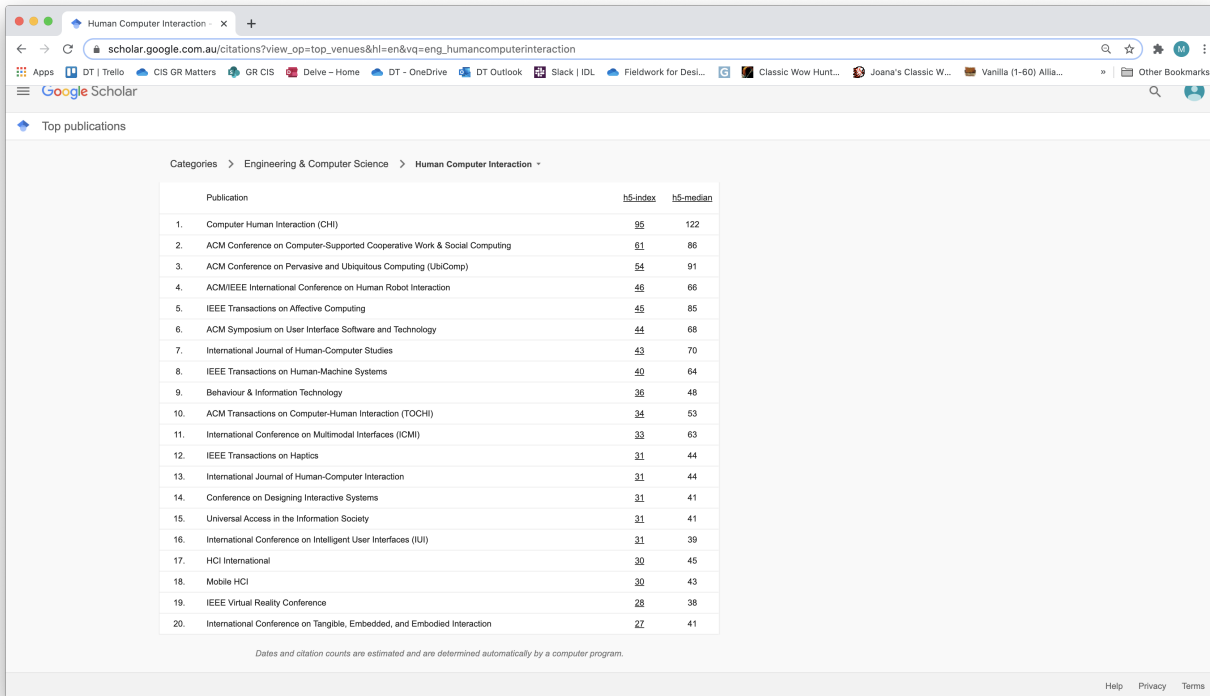 Human Computer Interaction -
scholar.google.com.au/citations?view_op=top_venues&hl=en&vq=eng_humancomputerinteraction
M
Apps DT | Trello CIS GR Matters GR CIS Delve – Home DT - OneDrive DT Outlook Slack | IDL Fieldwork for Desi... Classic Wow Hunt... Joana's Classic W... Vanilla (1-60) Allia... » Other Bookmarks
Google Scholar
Top publications
Categories > Engineering & Computer Science > Human Computer Interaction
Publication h5-index h5-median
1. Computer Human Interaction (CHI) 95 122
2. ACM Conference on Computer-Supported Cooperative Work & Social Computing 61 86
3. ACM Conference on Pervasive and Ubiquitous Computing (UbiComp) 54 91
4. ACM/IEEE International Conference on Human Robot Interaction 46 66
5. IEEE Transactions on Affective Computing 45 85
6. ACM Symposium on User Interface Software and Technology 44 68
7. International Journal of Human-Computer Studies 43 70
8. IEEE Transactions on Human-Machine Systems 40 64
9. Behaviour & Information Technology 36 48
10. ACM Transactions on Computer-Human Interaction (TOCHI) 34 53
11. International Conference on Multimodal Interfaces (ICMI) 33 63
12. IEEE Transactions on Haptics 31 44
13. International Journal of Human-Computer Interaction 31 44
14. Conference on Designing Interactive Systems 31 41
15. Universal Access in the Information Society 31 41
16. International Conference on Intelligent User Interfaces (IUI) 31 39
17. HCI International 30 45
18. Mobile HCI 30 43
19. IEEE Virtual Reality Conference 28 38
20. International Conference on Tangible, Embedded, and Embodied Interaction 27 41
Dates and citation counts are estimated and are determined automatically by a computer program.
Help Privacy Terms